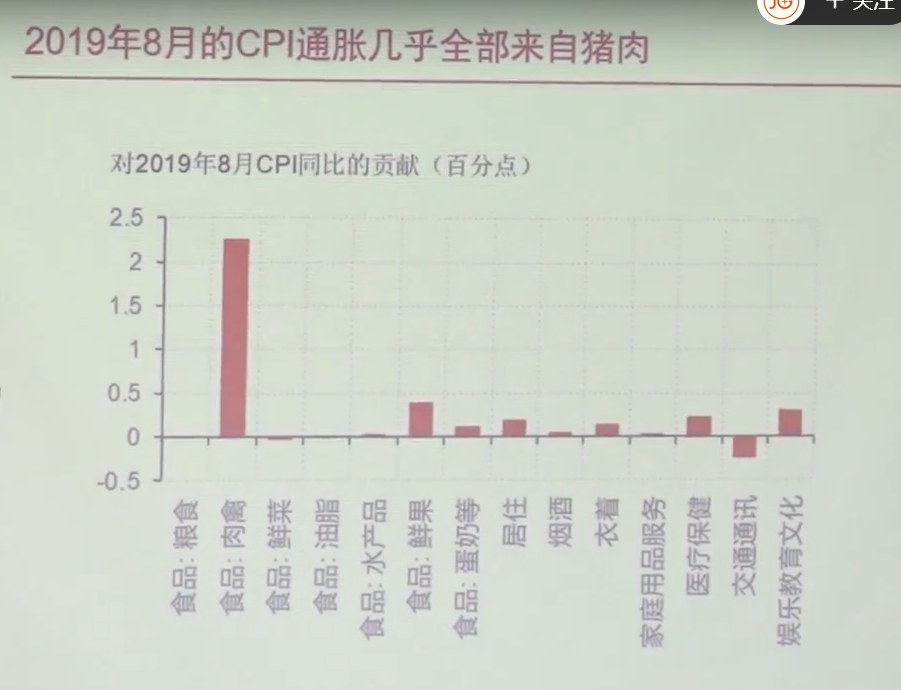 关注
2019年8月的CPI通胀几乎全部来自猪肉
对2019年8月CPI同比的贡献（百分点）
2.5
2
1.5
1
0.5
0
-0.5
食品: 粮食
食品: 肉禽
食品: 鲜菜
食品: 油脂
食品: 水产品
食品: 鲜果
食品: 蛋奶等
居住
烟酒
衣着
家庭用品服务
医疗保健
交通通讯
娱乐教育文化